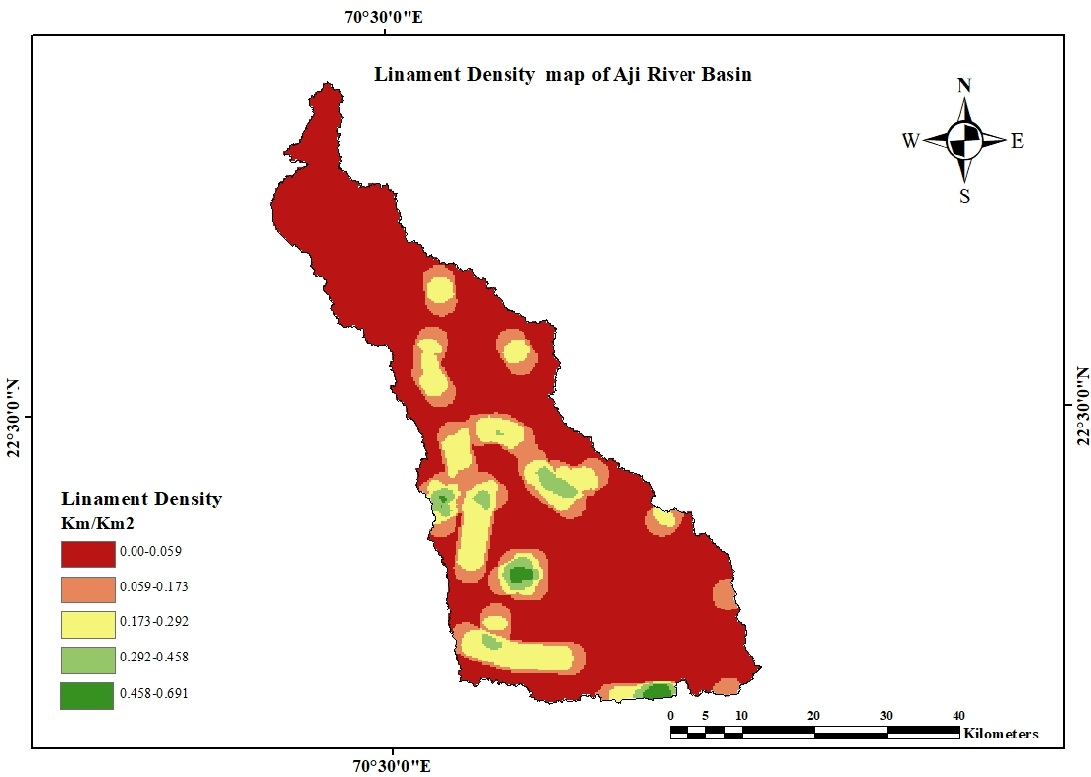 70°30'0"E
Linament Density map of Aji River Basin
N
W E
S
22°30'0"N
22°30'0"N
Linament Density
Km/Km2
0.00-0.059
0.059-0.173
0.173-0.292
0.292-0.458
0.458-0.691
0 5 10 20 30 40
Kilometers
70°30'0"E